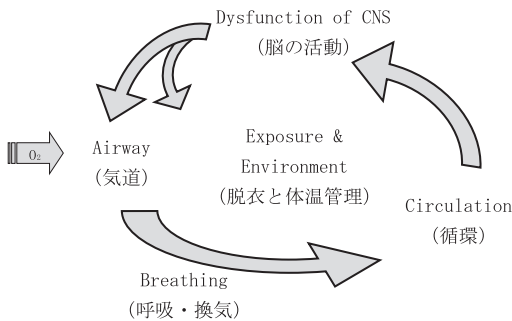 Dysfunction of CNS
（脳の活動）
O₂
Airway
（気道）
Exposure &
Environment
（脱衣と体温管理）
Circulation
（循環）
Breathing
（呼吸・換気）